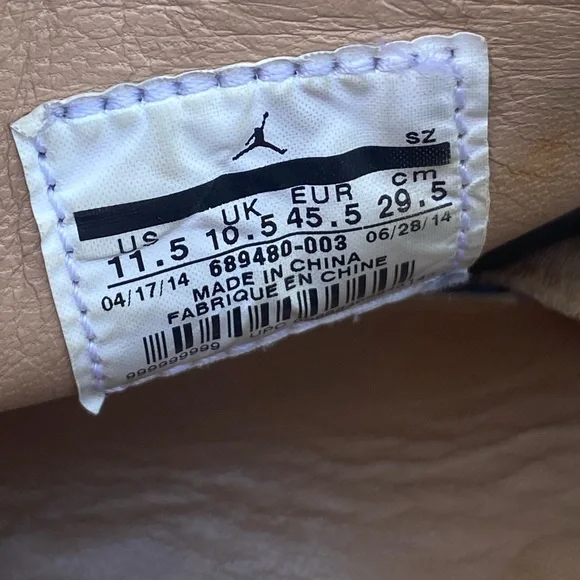 sz
US UK EUR cm
11.5 10.5 45.5 29.5
04/17/14 689480-003 06/28/14
MADE IN CHINA
FABRIQUE EN CHINE
999999999 UPC